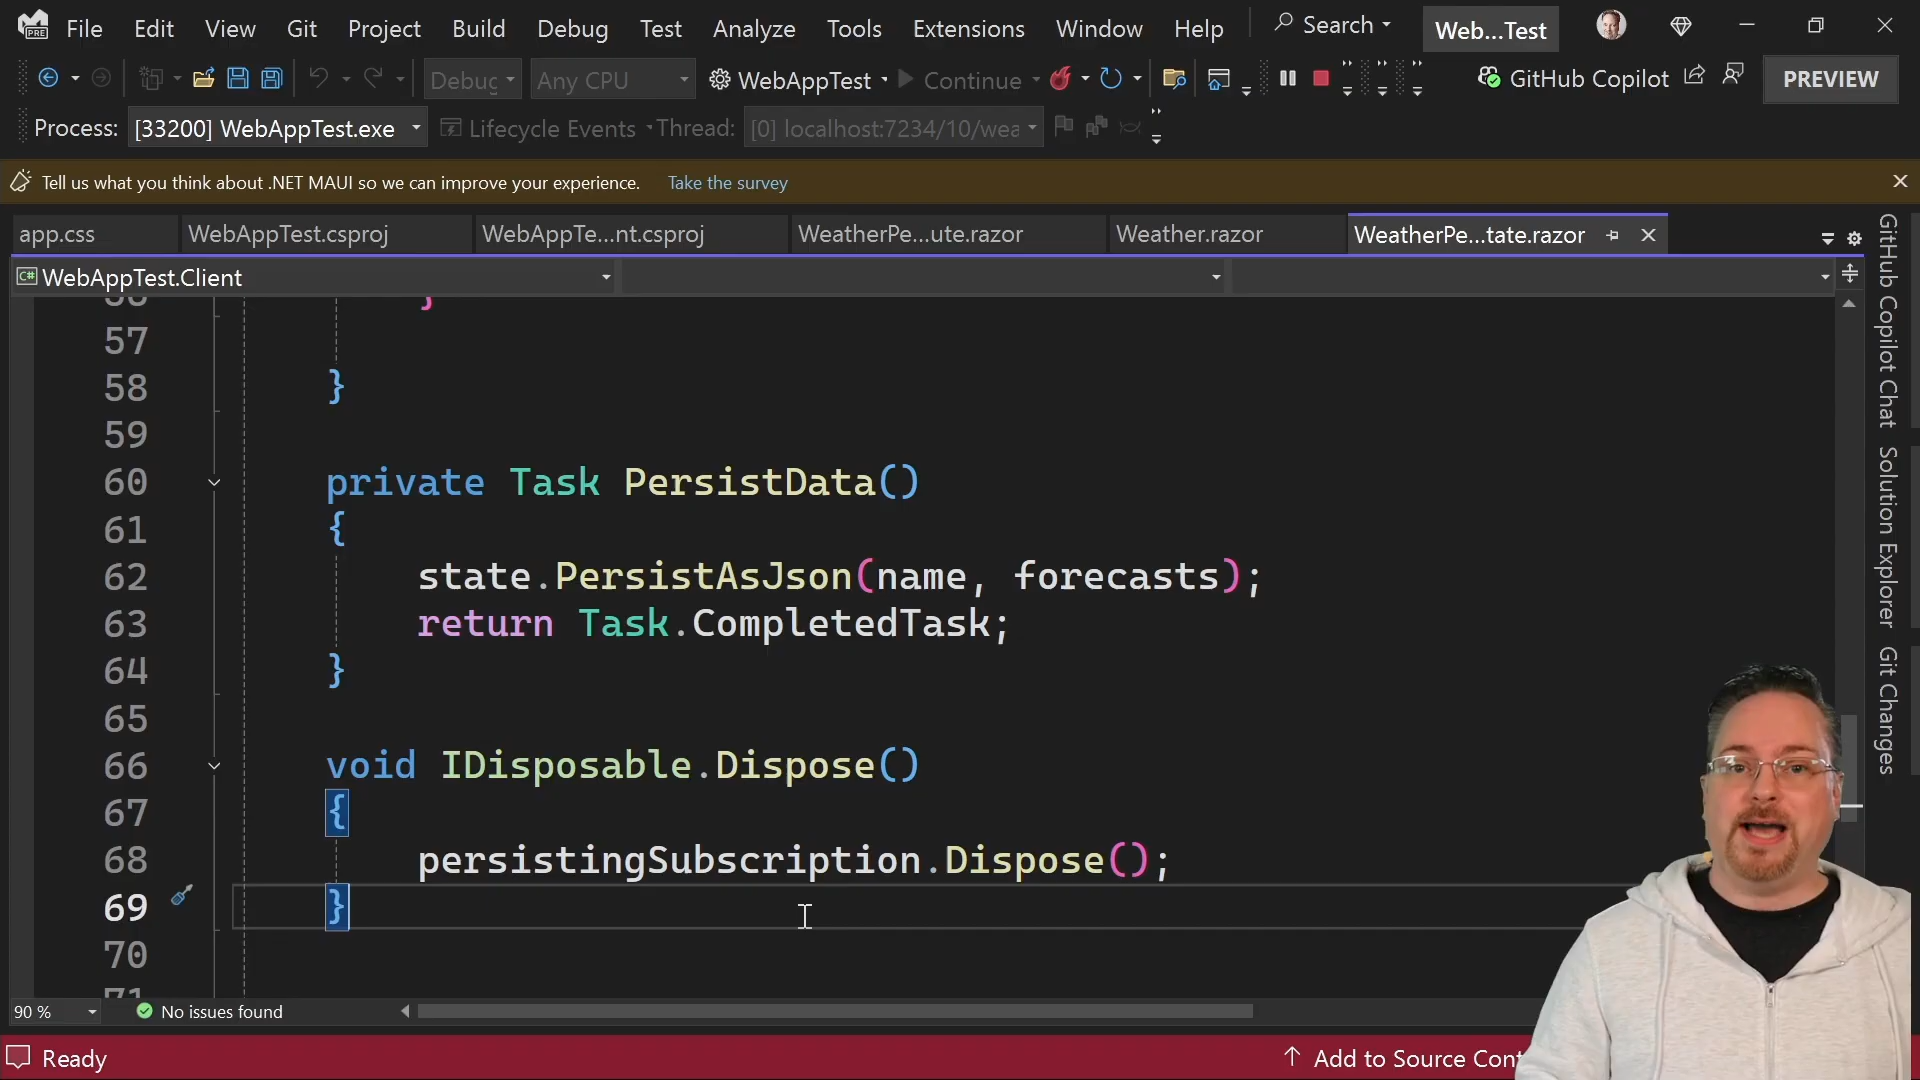 File Edit View Git Project Build Debug Test Analyze Tools Extensions Window Help Search Web...Test
PRE
Debug Any CPU WebAppTest Continue GitHub Copilot PREVIEW
Process: [33200] WebAppTest.exe Lifecycle Events Thread: [0] localhost:7234/10/wea
Tell us what you think about .NET MAUI so we can improve your experience. Take the survey
app.css WebAppTest.csproj WebAppTe...nt.csproj WeatherPe...ute.razor Weather.razor WeatherPe...tate.razor
C# WebAppTest.Client
56 }
57
58 }
59
60 private Task PersistData()
61 {
62 state.PersistAsJson(name, forecasts);
63 return Task.CompletedTask;
64 }
65
66 void IDisposable.Dispose()
67 {
68 persistingSubscription.Dispose();
69 }
70
71
90 % No issues found
Ready Add to Source Cont
GitHub Copilot Chat
Solution Explorer
Git Changes